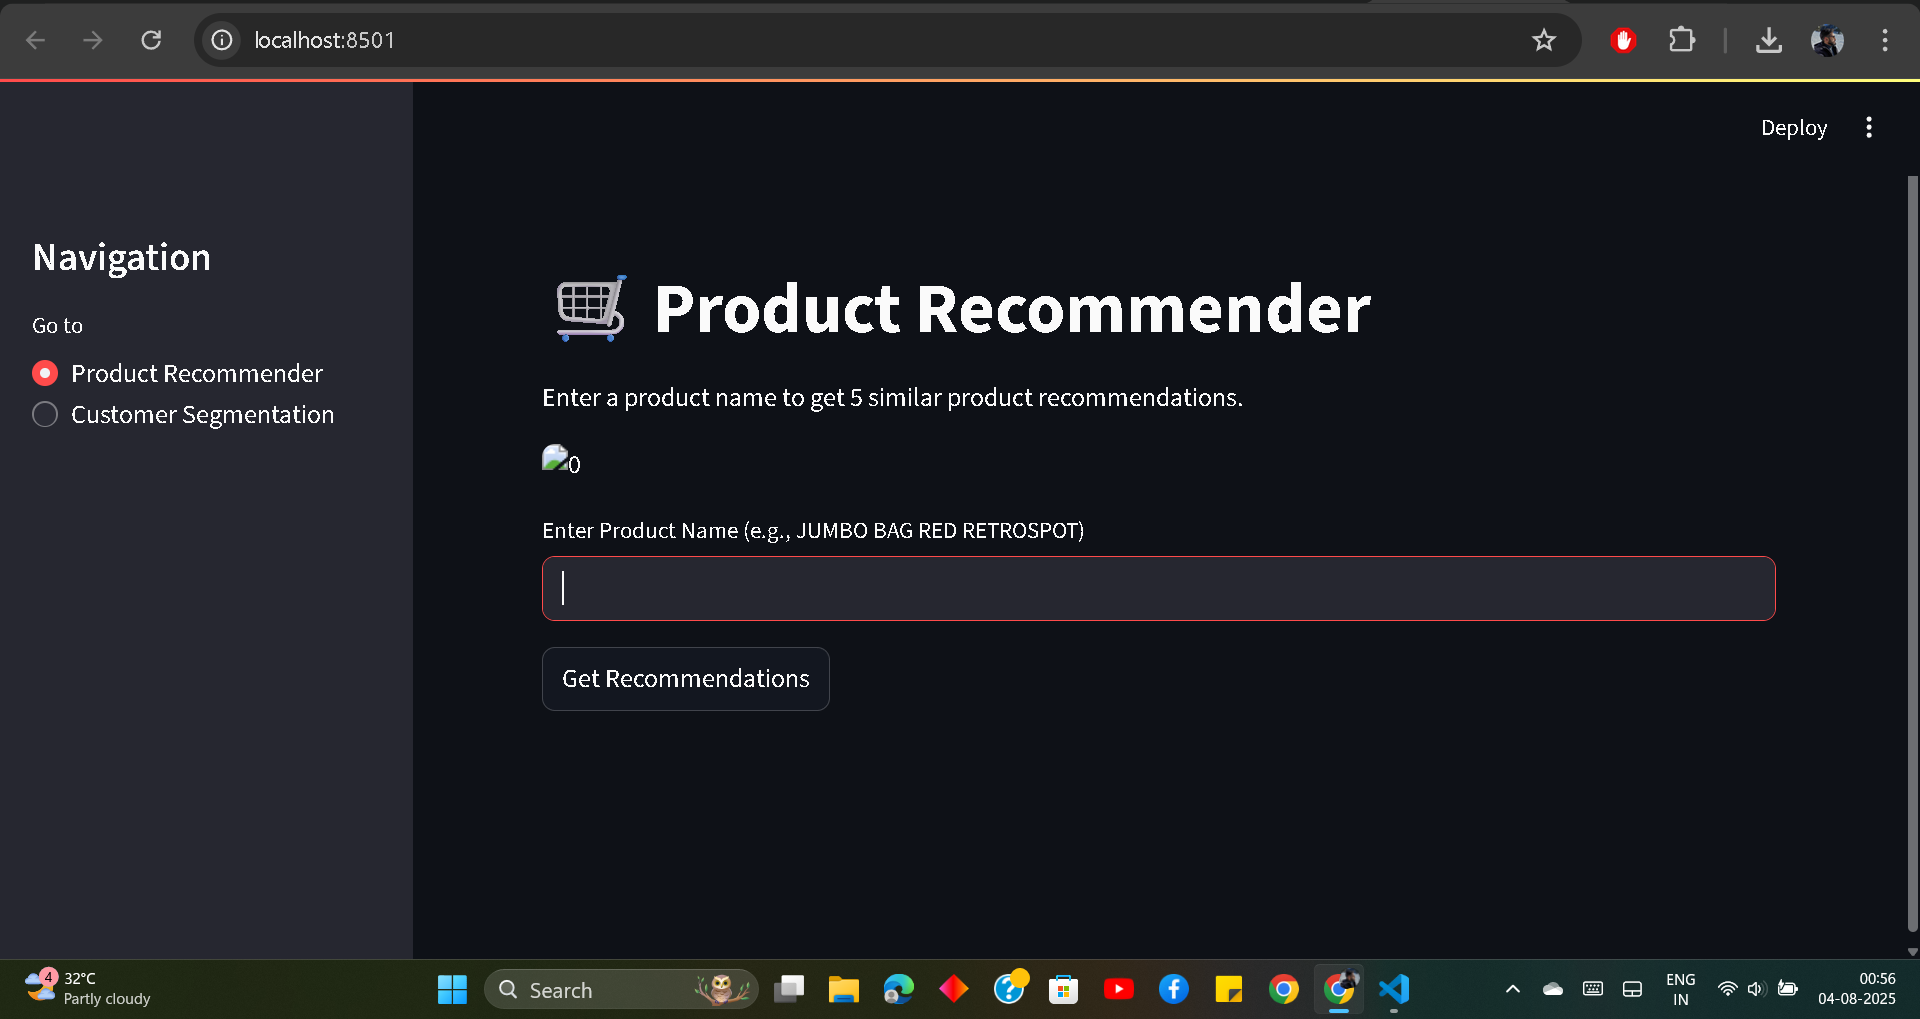 localhost:8501
Deploy
Navigation
Go to
Product Recommender
Customer Segmentation
Product Recommender
Enter a product name to get 5 similar product recommendations.
0
Enter Product Name (e.g., JUMBO BAG RED RETROSPOT)
Get Recommendations
4
32°C
Partly cloudy
Search
ENG
IN
00:56
04-08-2025